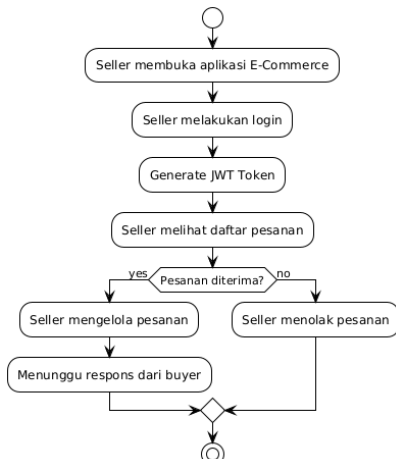 Seller membuka aplikasi E-Commerce
Seller melakukan login
Generate JWT Token
Seller melihat daftar pesanan
yes
Pesanan diterima?
no
Seller mengelola pesanan
Seller menolak pesanan
Menunggu respons dari buyer